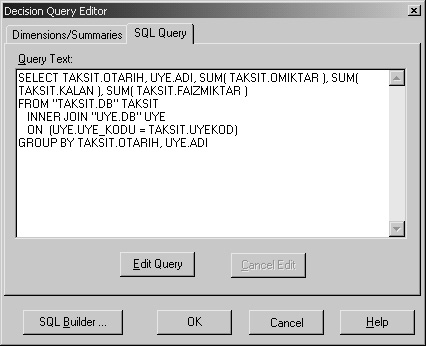 Decision Query Editor
Dimensions/Summaries
SQL Query
Query Text:
SELECT TAKSIT.OTARIH, UYE.ADI, SUM( TAKSIT.OMIKTAR ), SUM(
TAKSIT.KALAN ), SUM( TAKSIT.FAIZMIKTAR )
FROM "TAKSIT.DB" TAKSIT
INNER JOIN "UYE.DB" UYE
ON (UYE.UYE_KODU = TAKSIT.UYEKOD)
GROUP BY TAKSIT.OTARIH, UYE.ADI
Edit Query
Cancel Edit
SQL Builder ...
OK
Cancel
Help